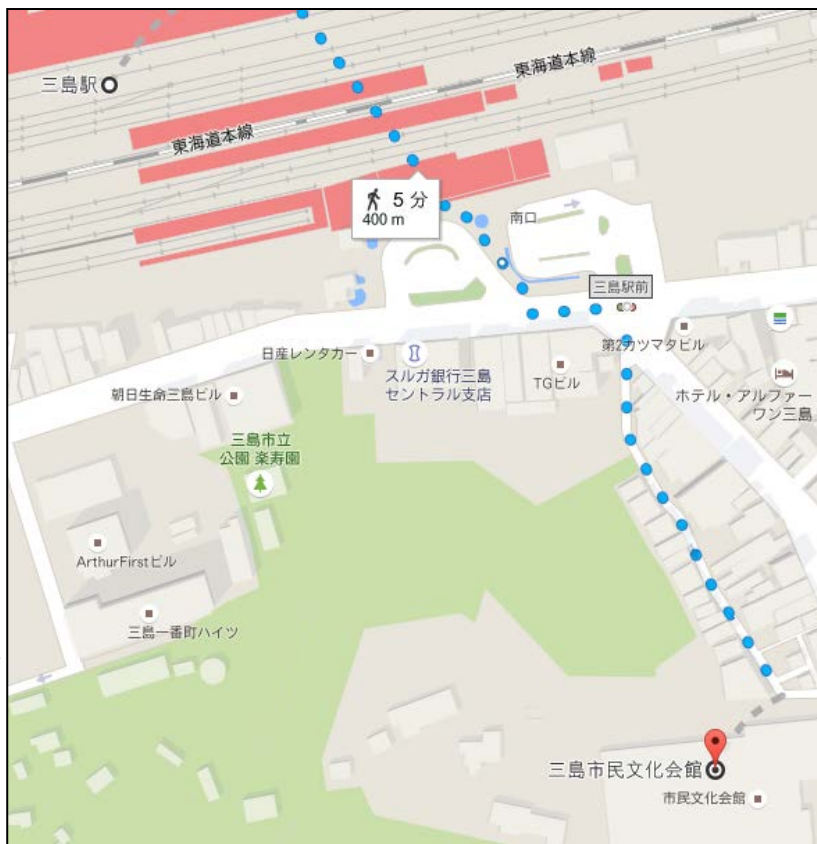 三島駅
東海道本線
東海道本線
5 分
400 m
南口
三島駅前
日産レンタカー
スルガ銀行三島
セントラル支店
TGビル
第2カツマタビル
ホテル・アルファー
ワン三島
朝日生命三島ビル
三島市立
公園 楽寿園
ArthurFirstビル
三島一番町ハイツ
三島市民文化会館
市民文化会館